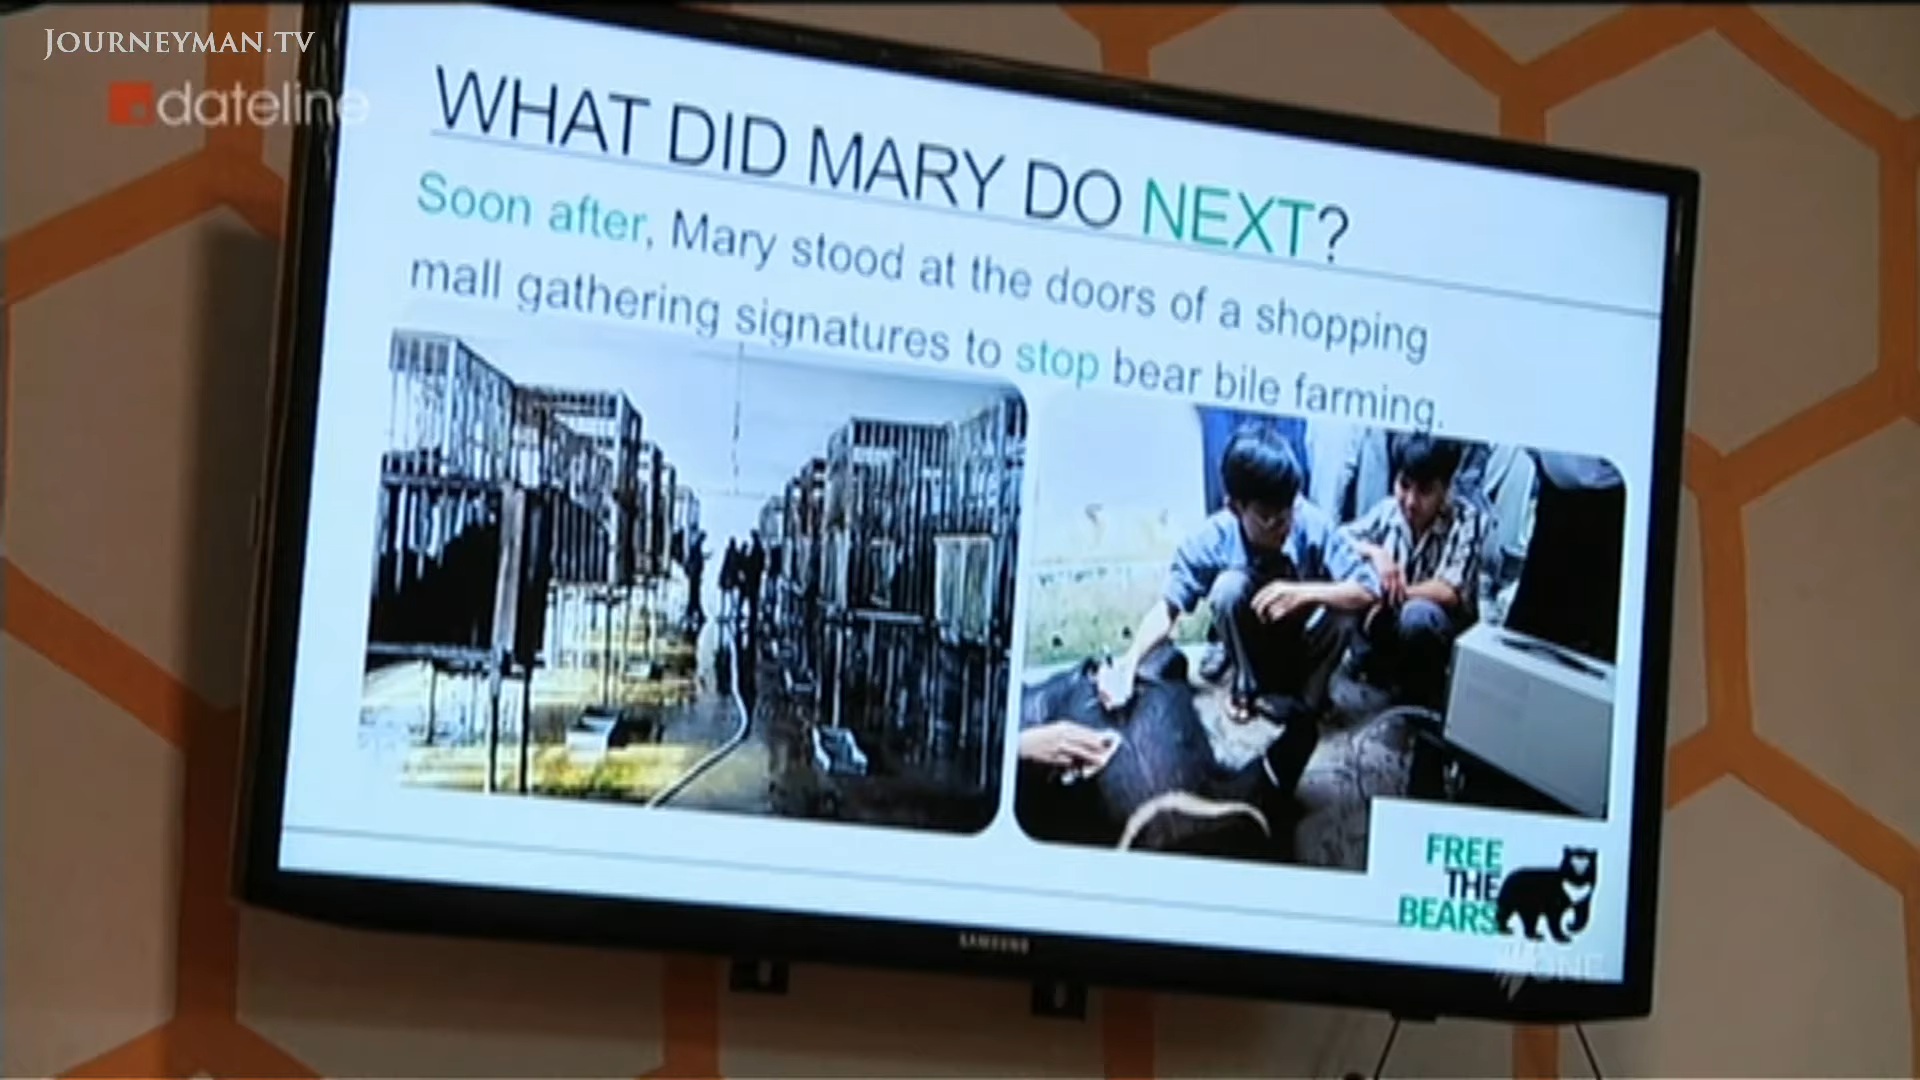 JOURNEYMAN.TV
dateline
WHAT DID MARY DO NEXT?
Soon after, Mary stood at the doors of a shopping
mall gathering signatures to stop bear bile farming.
FREE
THE
BEARS
SAMSUNG
ONE